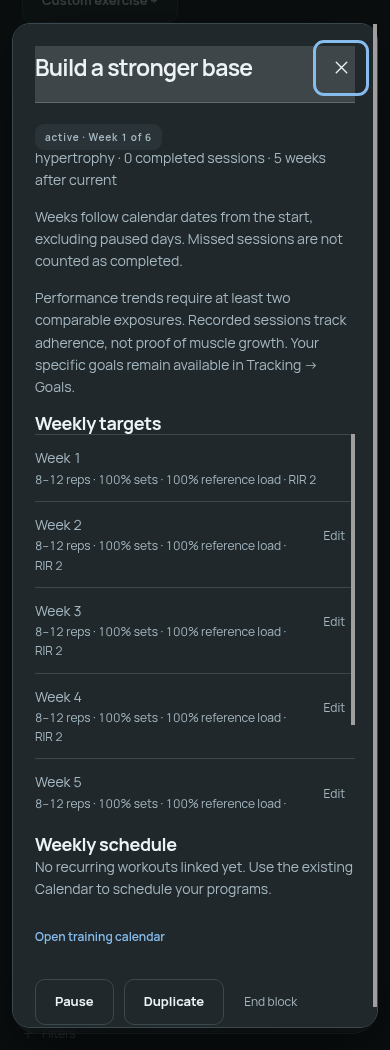 Custom exercise
Build a stronger base
active · Week 1 of 6
hypertrophy · 0 completed sessions · 5 weeks
after current
Weeks follow calendar dates from the start,
excluding paused days. Missed sessions are not
counted as completed.
Performance trends require at least two
comparable exposures. Recorded sessions track
adherence, not proof of muscle growth. Your
specific goals remain available in Tracking →
Goals.
Weekly targets
Week 1
8–12 reps · 100% sets · 100% reference load · RIR 2
Week 2
8–12 reps · 100% sets · 100% reference load ·
RIR 2
Edit
Week 3
8–12 reps · 100% sets · 100% reference load ·
RIR 2
Edit
Week 4
8–12 reps · 100% sets · 100% reference load ·
RIR 2
Edit
Week 5
8–12 reps · 100% sets · 100% reference load ·
Edit
Weekly schedule
No recurring workouts linked yet. Use the existing
Calendar to schedule your programs.
Open training calendar
Pause
Duplicate
End block
Filters